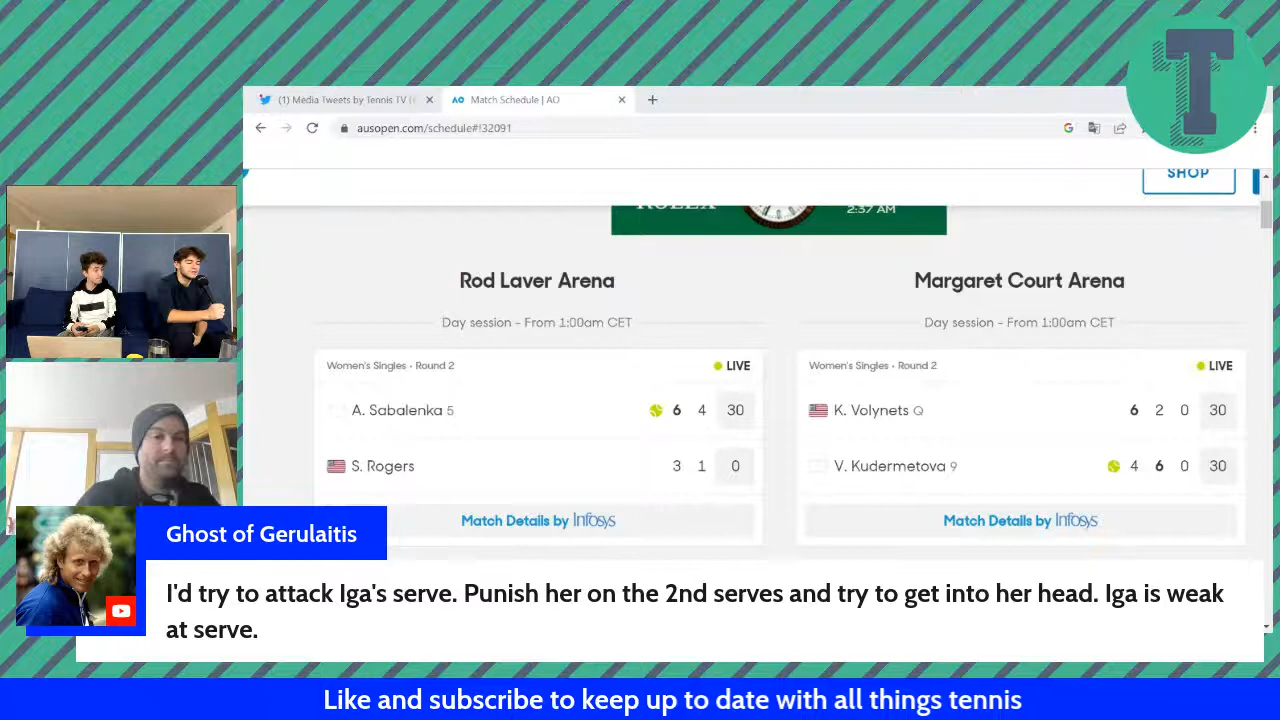 (1) Media Tweets by Tennis TV (
AO Match Schedule | AO
ausopen.com/schedule#!32091
T
SHOP
ROLEX
2:37 AM
Rod Laver Arena
Day session - From 1:00am CET
Women's Singles • Round 2 LIVE
A. Sabalenka 5 6 4 30
S. Rogers 3 1 0
Match Details by Infosys
Margaret Court Arena
Day session - From 1:00am CET
Women's Singles • Round 2 LIVE
K. Volynets Q 6 2 0 30
V. Kudermetova 9 4 6 0 30
Match Details by Infosys
Ghost of Gerulaitis
I'd try to attack Iga's serve. Punish her on the 2nd serves and try to get into her head. Iga is weak
at serve.
Like and subscribe to keep up to date with all things tennis